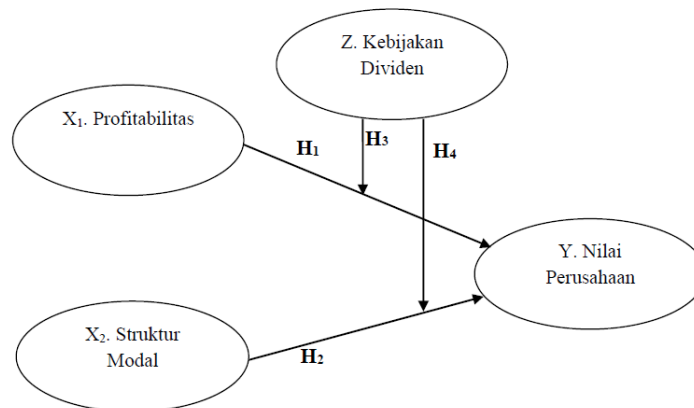 Z. Kebijakan
Dividen
X₁. Profitabilitas
H₁
H₃
H₄
Y. Nilai
Perusahaan
X₂. Struktur
Modal
H₂